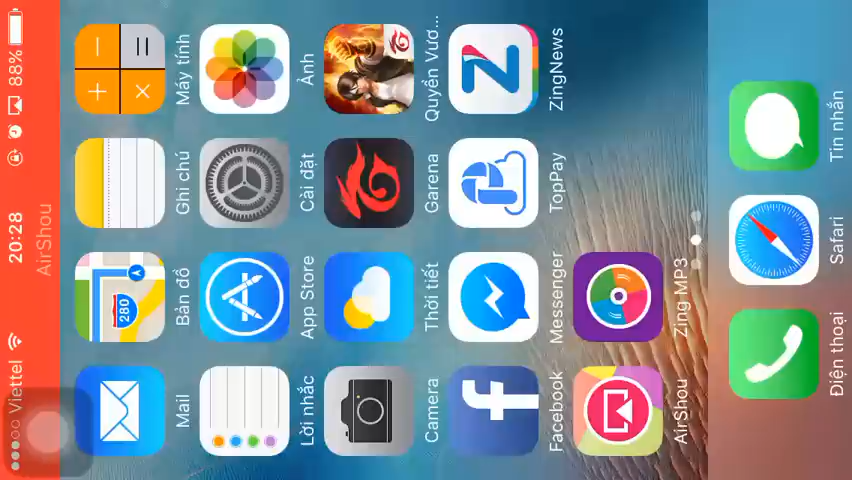 Viettel 20:28 88%
AirShou
Mail Bản đồ Ghi chú Máy tính
280
Lời nhắc App Store Cài đặt Ảnh
Camera Thời tiết Garena Quyền Vươ...
Facebook Messenger TopPay ZingNews
AirShou Zing MP3
Điện thoại Safari Tin nhắn